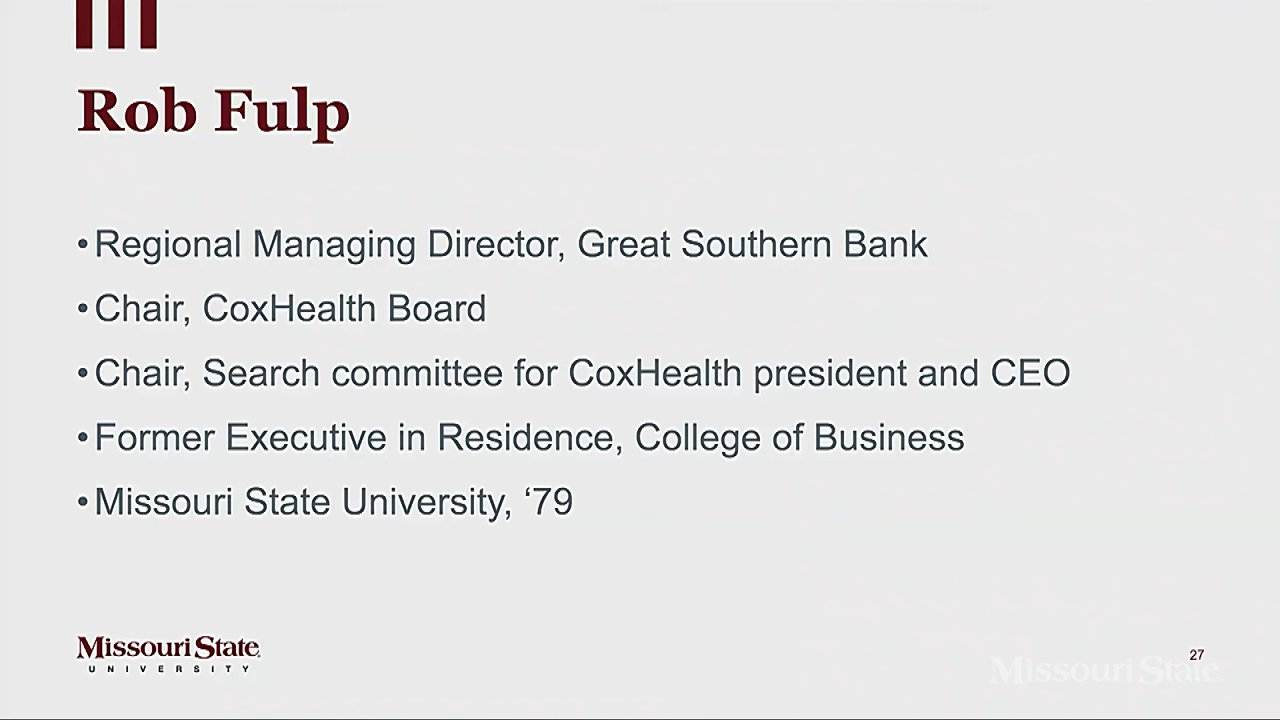 Rob Fulp
•Regional Managing Director, Great Southern Bank
•Chair, CoxHealth Board
•Chair, Search committee for CoxHealth president and CEO
•Former Executive in Residence, College of Business
•Missouri State University, ‘79
Missouri State
UNIVERSITY
27
Missouri State